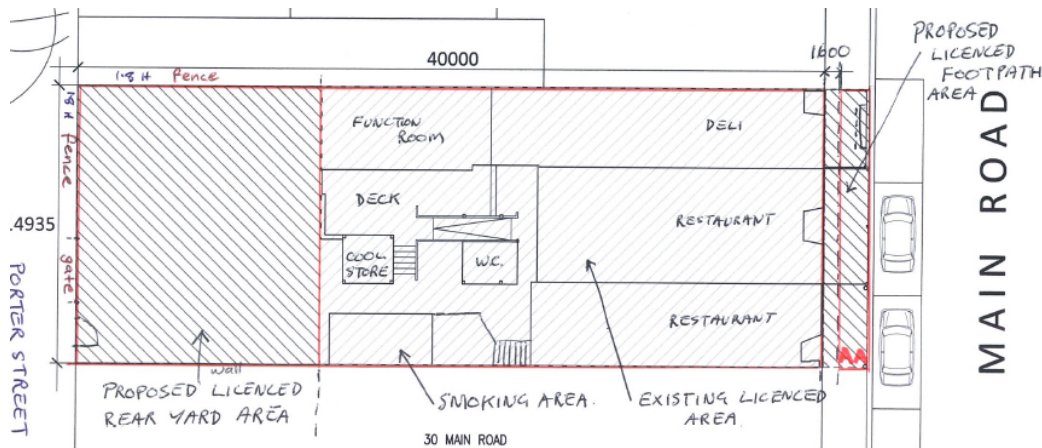 PROPOSED
LICENCED
FOOTPATH
AREA
40000
1600
1.8 H Fence
1.8 H Fence
gate
FUNCTION
ROOM
DELI
DECK
RESTAURANT
COOL
STORE
W.C.
RESTAURANT
AA
MAIN ROAD
.4935
PORTER STREET
wall
PROPOSED LICENCED
REAR YARD AREA
SMOKING AREA.
EXISTING LICENCED
AREA.
30 MAIN ROAD